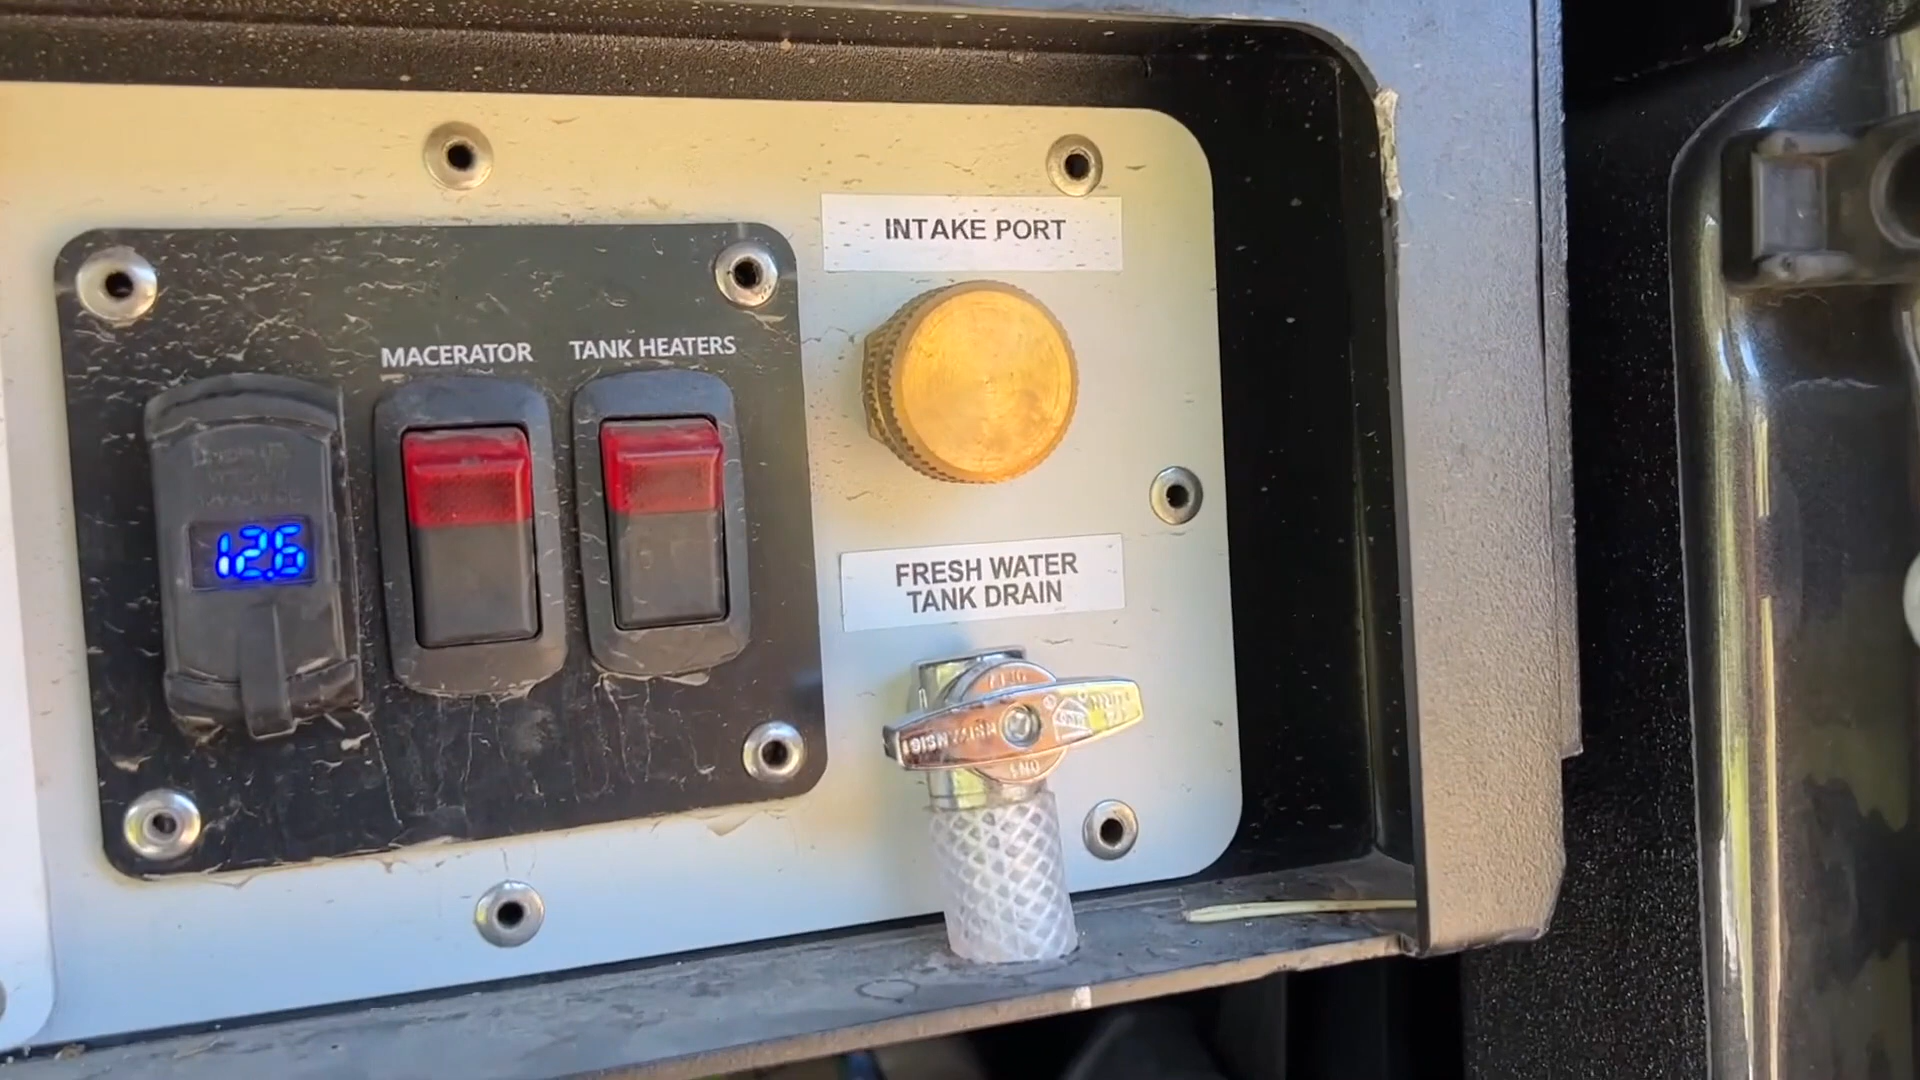 INTAKE PORT
MACERATOR
TANK HEATERS
12.6
FRESH WATER
TANK DRAIN